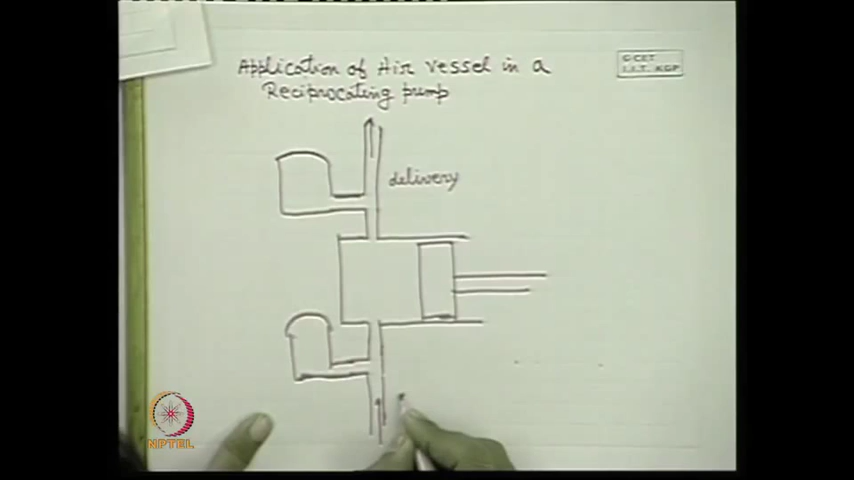 Application of Air vessel in a
Reciprocating pump
G·CET
I.I.T. KGP
delivery
NPTEL